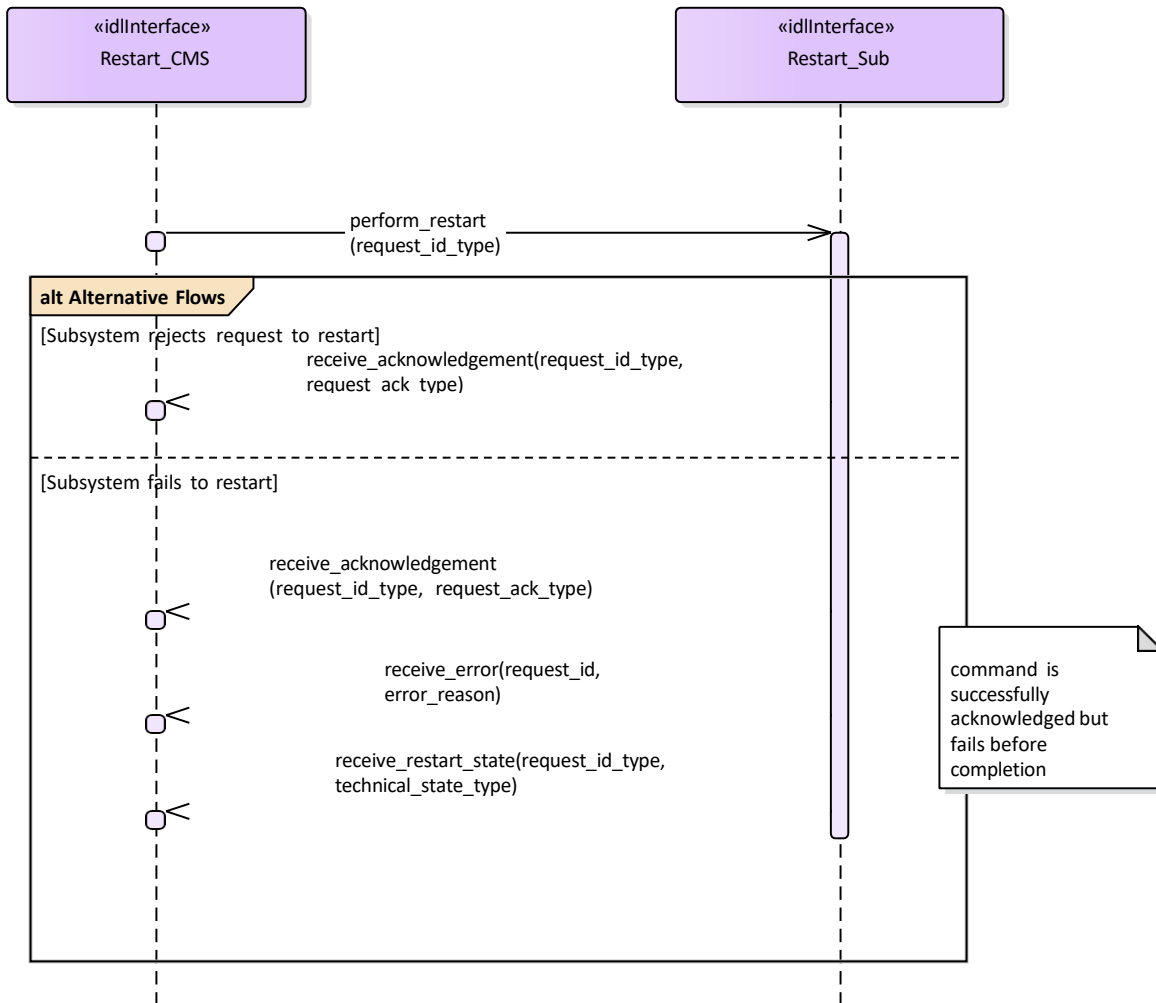 «idlInterface»
Restart_CMS
«idlInterface»
Restart_Sub
perform_restart
(request_id_type)
alt Alternative Flows
[Subsystem rejects request to restart]
receive_acknowledgement(request_id_type,
request_ack_type)
[Subsystem fails to restart]
receive_acknowledgement
(request_id_type, request_ack_type)
receive_error(request_id,
error_reason)
receive_restart_state(request_id_type,
technical_state_type)
command is
successfully
acknowledged but
fails before
completion